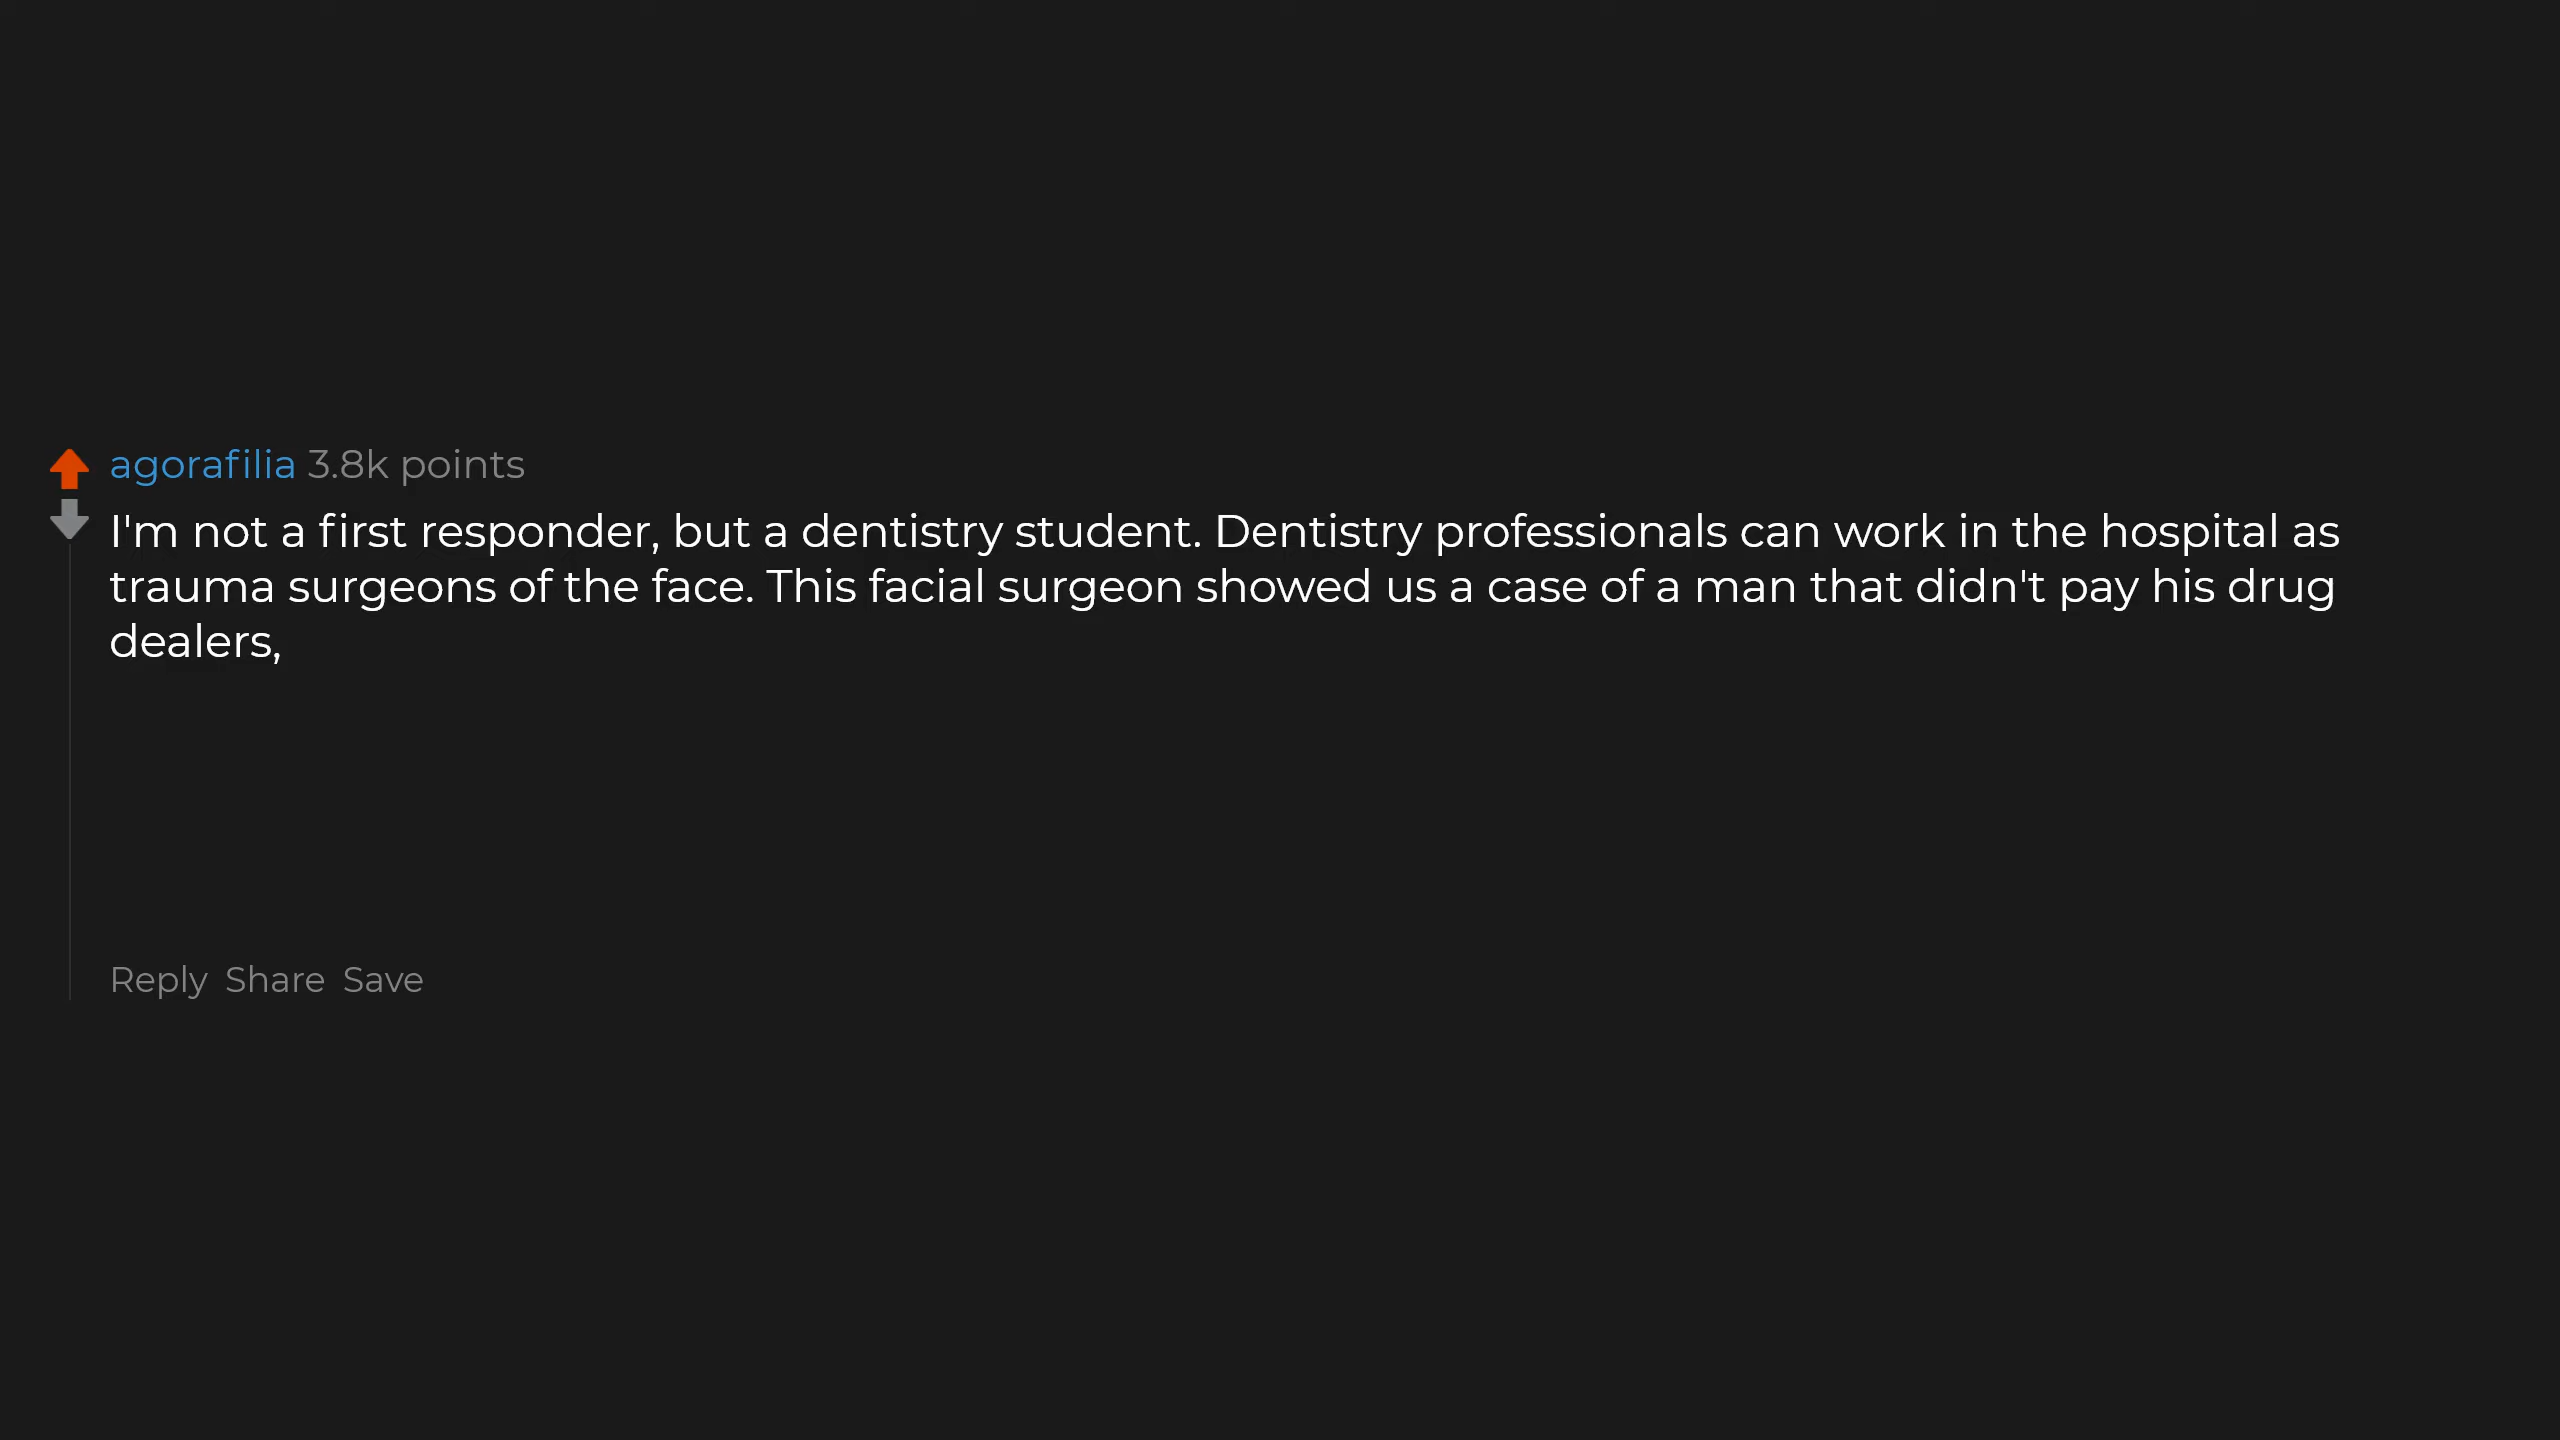 agorafilia 3.8k points
I'm not a first responder, but a dentistry student. Dentistry professionals can work in the hospital as
trauma surgeons of the face. This facial surgeon showed us a case of a man that didn't pay his drug
dealers,
Reply Share Save